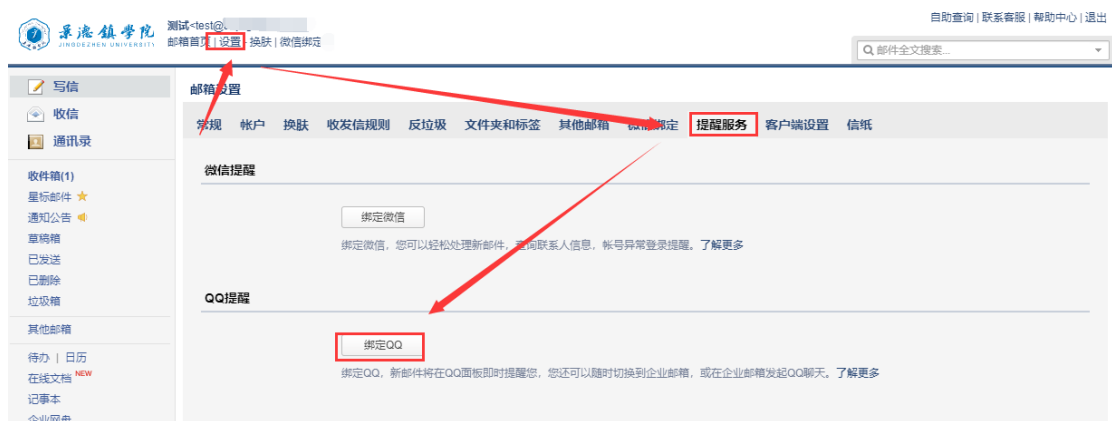 景德鎮學院
JINGDEZHEN UNIVERSITY
测试<test@
邮箱首页 | 设置 - 换肤 | 微信绑定
自助查询 | 联系客服 | 帮助中心 | 退出
邮件全文搜索...
写信
收信
通讯录
收件箱(1)
星标邮件
通知公告
草稿箱
已发送
已删除
垃圾箱
其他邮箱
待办 | 日历
在线文档 NEW
记事本
企业网盘
邮箱设置
常规 帐户 换肤 收发信规则 反垃圾 文件夹和标签 其他邮箱 微信绑定 提醒服务 客户端设置 信纸
微信提醒
绑定微信
绑定微信，您可以轻松处理新邮件，查询联系人信息，帐号异常登录提醒。了解更多
QQ提醒
绑定QQ
绑定QQ，新邮件将在QQ面板即时提醒您，您还可以随时切换到企业邮箱，或在企业邮箱发起QQ聊天。了解更多